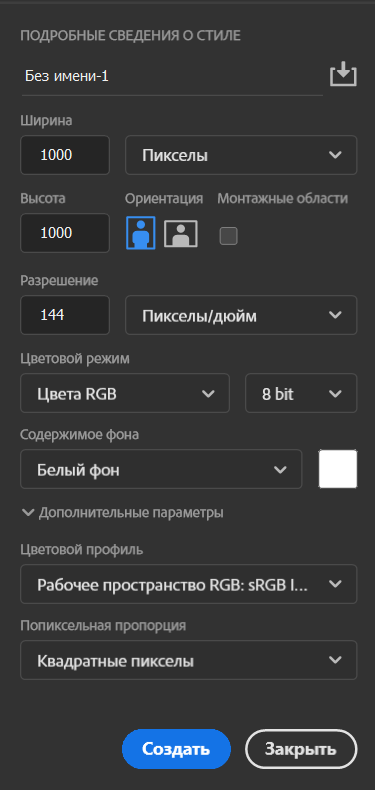 ПОДРОБНЫЕ СВЕДЕНИЯ О СТИЛЕ
Без имени-1
Ширина
1000 Пикселы
Высота Ориентация Монтажные области
1000
Разрешение
144 Пикселы/дюйм
Цветовой режим
Цвета RGB 8 bit
Содержимое фона
Белый фон
Дополнительные параметры
Цветовой профиль
Рабочее пространство RGB: sRGB I...
Попиксельная пропорция
Квадратные пикселы
Создать Закрыть